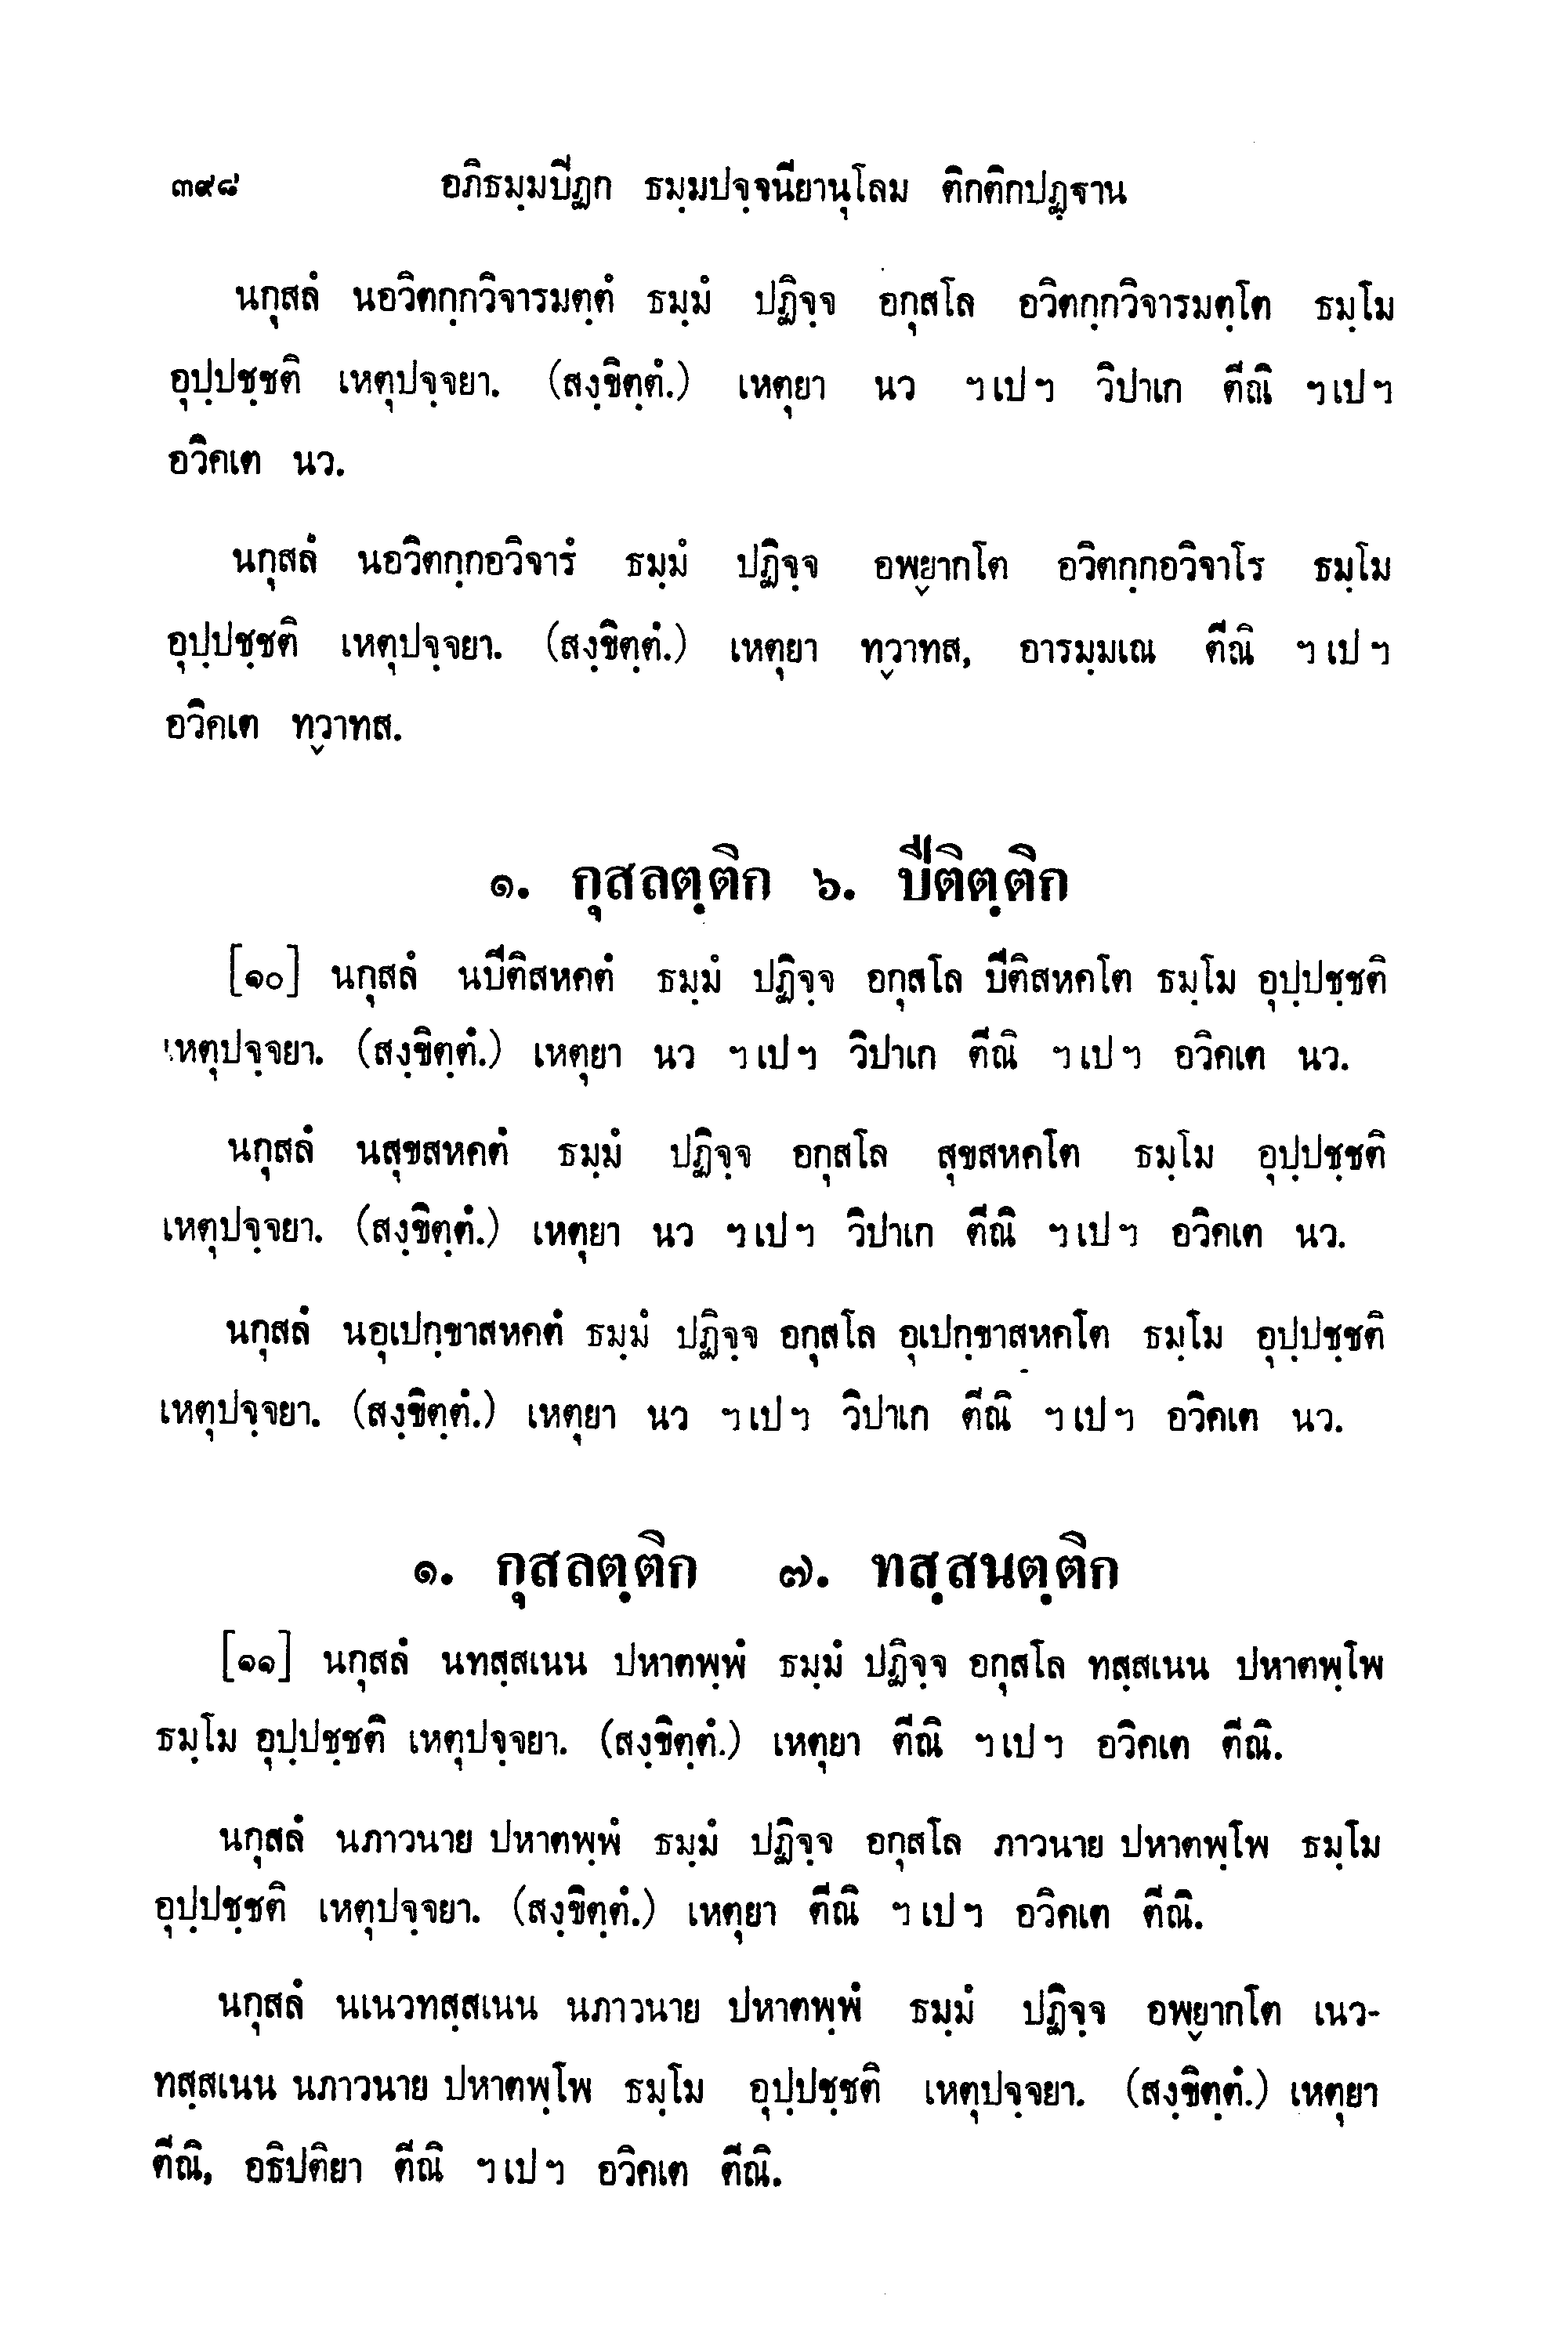 ๓๙๘ อภิธมฺมปีฏก ธมฺมปจฺจนียานุโลม ติกติกปฏฺฐาน
นกุสลํ นอวิตกฺกวิจารมตฺตํ ธมฺมํ ปฏิจฺจ อกุสโล อวิตกฺกวิจารมตฺโต ธมฺโม
อุปฺปชฺชติ เหตุปจฺจยา. (สงฺขิตฺตํ.) เหตุยา นว ฯเปฯ วิปาเก ตีณิ ฯเปฯ
อวิคเต นว.
นกุสลํ นอวิตกฺกอวิจารํ ธมฺมํ ปฏิจฺจ อพฺยากโต อวิตกฺกอวิจาโร ธมฺโม
อุปฺปชฺชติ เหตุปจฺจยา. (สงฺขิตฺตํ.) เหตุยา ทฺวาทส, อารมฺมเณ ตีณิ ฯเปฯ
อวิคเต ทฺวาทส.
๑. กุสลตฺติก ๖. ปีติตฺติก
[๑๐] นกุสลํ นปีติสหคตํ ธมฺมํ ปฏิจฺจ อกุสโล ปีติสหคโต ธมฺโม อุปฺปชฺชติ
เหตุปจฺจยา. (สงฺขิตฺตํ.) เหตุยา นว ฯเปฯ วิปาเก ตีณิ ฯเปฯ อวิคเต นว.
นกุสลํ นสุขสหคตํ ธมฺมํ ปฏิจฺจ อกุสโล สุขสหคโต ธมฺโม อุปฺปชฺชติ
เหตุปจฺจยา. (สงฺขิตฺตํ.) เหตุยา นว ฯเปฯ วิปาเก ตีณิ ฯเปฯ อวิคเต นว.
นกุสลํ นอุเปกฺขาสหคตํ ธมฺมํ ปฏิจฺจ อกุสโล อุเปกฺขาสหคโต ธมฺโม อุปฺปชฺชติ
เหตุปจฺจยา. (สงฺขิตฺตํ.) เหตุยา นว ฯเปฯ วิปาเก ตีณิ ฯเปฯ อวิคเต นว.
๑. กุสลตฺติก ๗. ทสฺสนตฺติก
[๑๑] นกุสลํ นทสฺสเนน ปหาตพฺพํ ธมฺมํ ปฏิจฺจ อกุสโล ทสฺสเนน ปหาตพฺโพ
ธมฺโม อุปฺปชฺชติ เหตุปจฺจยา. (สงฺขิตฺตํ.) เหตุยา ตีณิ ฯเปฯ อวิคเต ตีณิ.
นกุสลํ นภาวนาย ปหาตพฺพํ ธมฺมํ ปฏิจฺจ อกุสโล ภาวนาย ปหาตพฺโพ ธมฺโม
อุปฺปชฺชติ เหตุปจฺจยา. (สงฺขิตฺตํ.) เหตุยา ตีณิ ฯเปฯ อวิคเต ตีณิ.
นกุสลํ นเนวทสฺสเนน นภาวนาย ปหาตพฺพํ ธมฺมํ ปฏิจฺจ อพฺยากโต เนว-
ทสฺสเนน นภาวนาย ปหาตพฺโพ ธมฺโม อุปฺปชฺชติ เหตุปจฺจยา. (สงฺขิตฺตํ.) เหตุยา
ตีณิ, อธิปติยา ตีณิ ฯเปฯ อวิคเต ตีณิ.